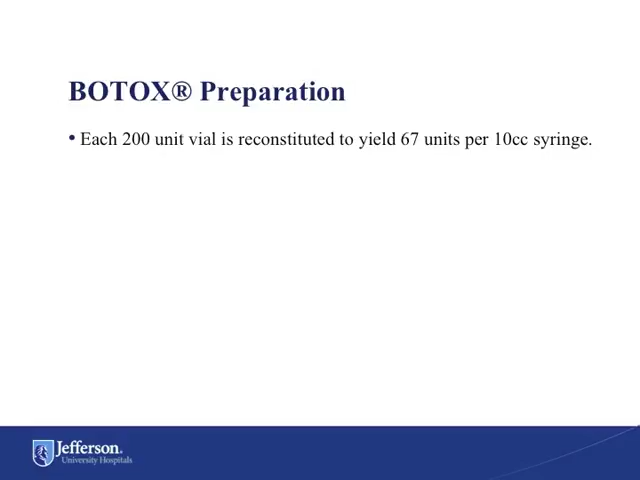 BOTOX® Preparation
• Each 200 unit vial is reconstituted to yield 67 units per 10cc syringe.
Jefferson®
University Hospitals